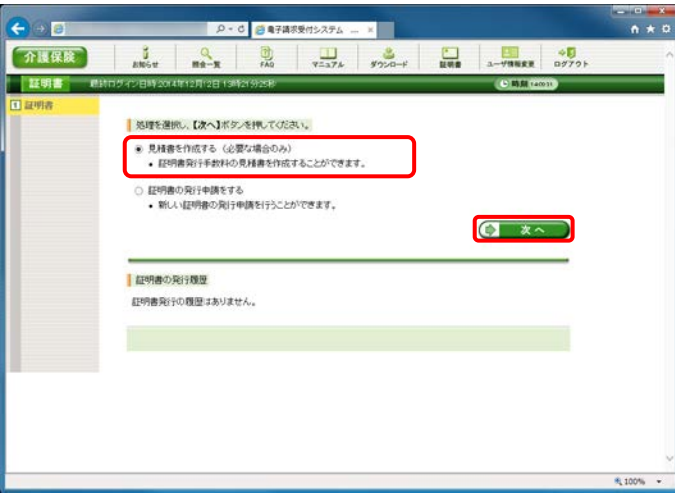 電子請求受付システム ...
介護保険
お知らせ 照会一覧 FAQ マニュアル ダウンロード 証明書 ユーザ情報変更 ログアウト
証明書 最終ログイン日時:2014年12月12日 13時21分25秒 時刻 14:09:31
1 証明書
処理を選択し、【次へ】ボタンを押してください。
見積書を作成する（必要な場合のみ）
• 証明書発行手数料の見積書を作成することができます。
証明書の発行申請をする
• 新しい証明書の発行申請を行うことができます。
次へ
証明書の発行履歴
証明書発行の履歴はありません。
100%